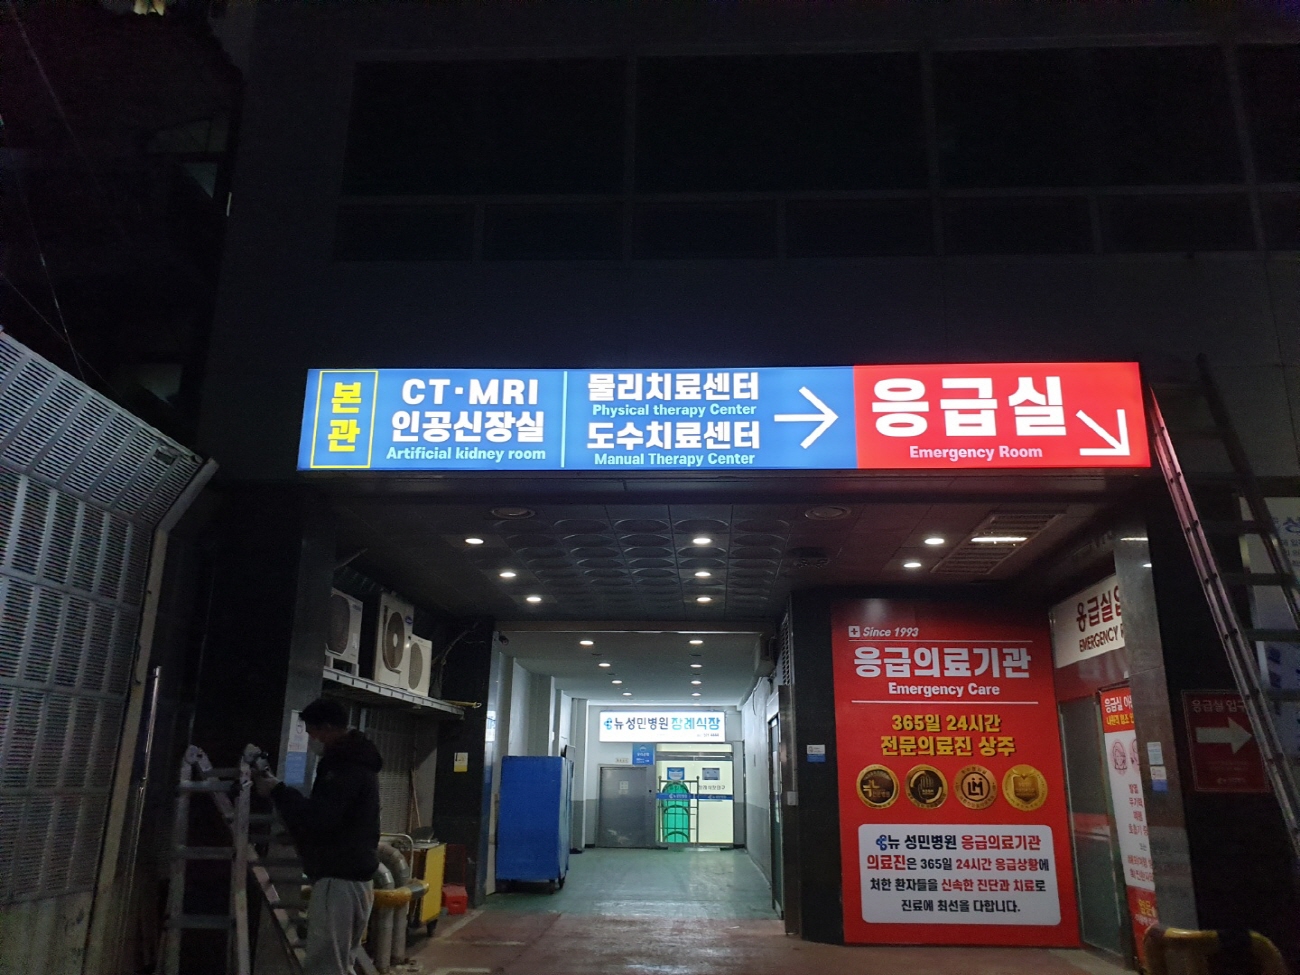 본관
CT·MRI
인공신장실
Artificial kidney room
물리치료센터
Physical therapy Center
도수치료센터
Manual Therapy Center
응급실
Emergency Room
Since 1993
응급의료기관
Emergency Care
365일 24시간
전문의료진 상주
뉴 성민병원 응급의료기관
의료진은 365일 24시간 응급상황에
처한 환자들을 신속한 진단과 치료로
진료에 최선을 다합니다.
뉴성민병원 장례식장
응급실입
EMERGENCY
응급실 입구